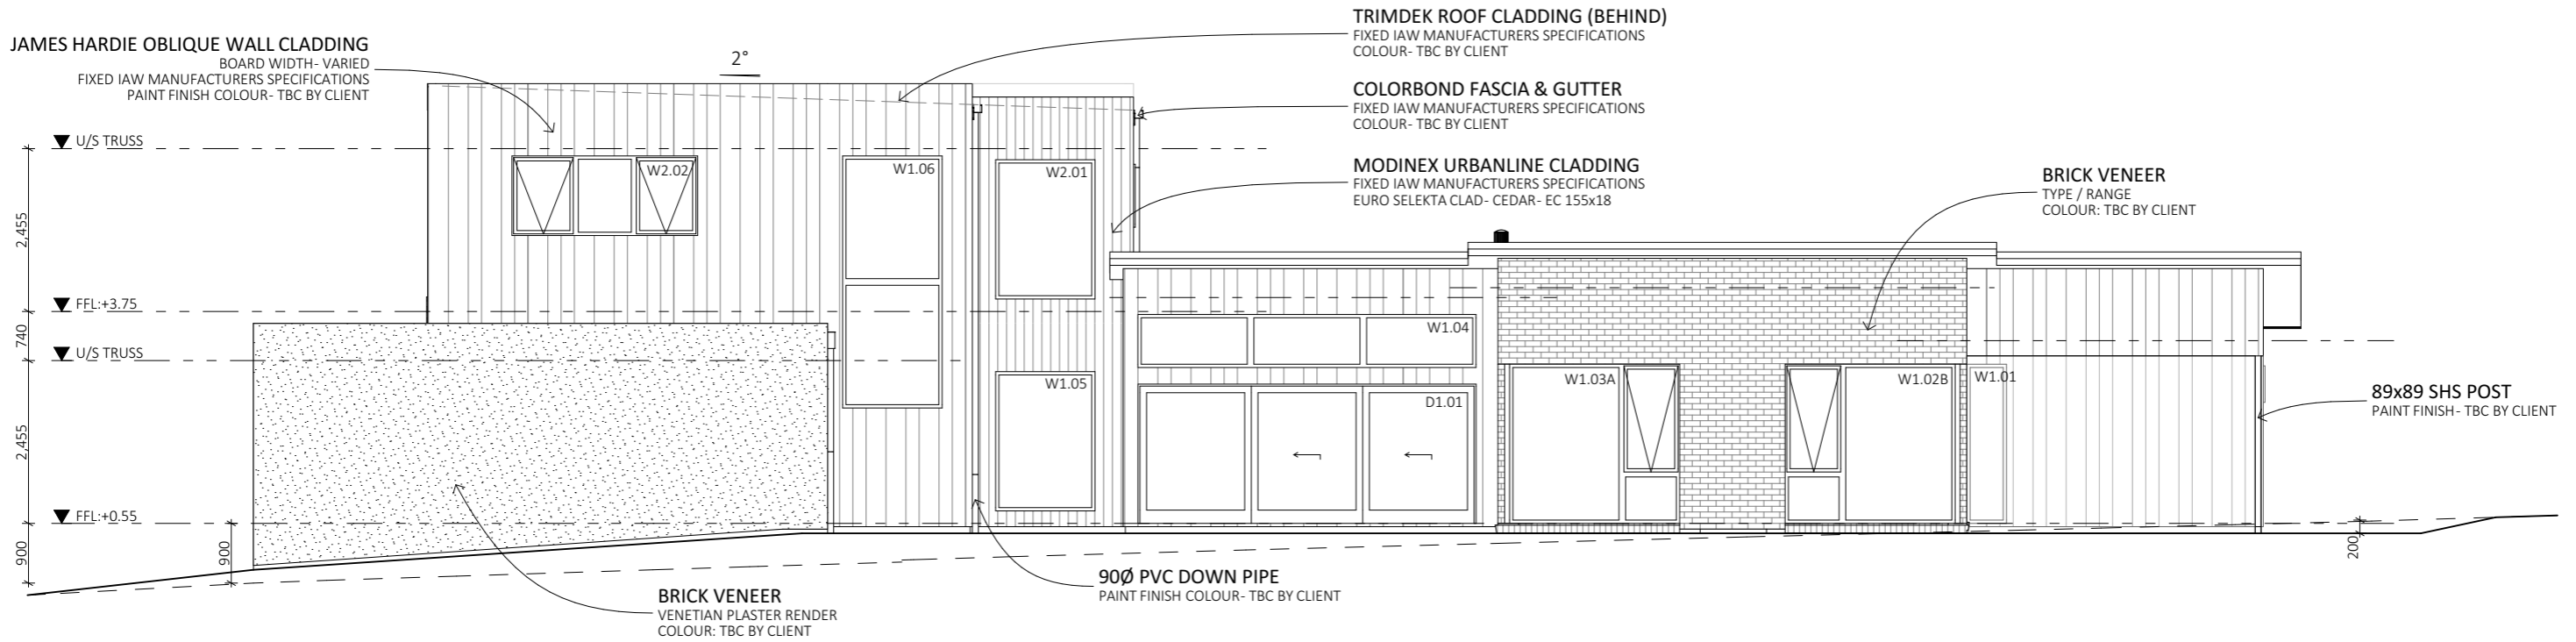 JAMES HARDIE OBLIQUE WALL CLADDING
BOARD WIDTH- VARIED
FIXED IAW MANUFACTURERS SPECIFICATIONS
PAINT FINISH COLOUR- TBC BY CLIENT
2°
TRIMDEK ROOF CLADDING (BEHIND)
FIXED IAW MANUFACTURERS SPECIFICATIONS
COLOUR- TBC BY CLIENT
COLORBOND FASCIA & GUTTER
FIXED IAW MANUFACTURERS SPECIFICATIONS
COLOUR- TBC BY CLIENT
MODINEX URBANLINE CLADDING
FIXED IAW MANUFACTURERS SPECIFICATIONS
EURO SELEKTA CLAD- CEDAR- EC 155x18
BRICK VENEER
TYPE / RANGE
COLOUR: TBC BY CLIENT
U/S TRUSS
W2.02
W1.06
W2.01
2,455
FFL:+3.75
740
U/S TRUSS
W1.04
W1.05
W1.03A
W1.02B
W1.01
D1.01
89x89 SHS POST
PAINT FINISH- TBC BY CLIENT
2,455
FFL:+0.55
900
900
200
BRICK VENEER
VENETIAN PLASTER RENDER
COLOUR: TBC BY CLIENT
90Ø PVC DOWN PIPE
PAINT FINISH COLOUR- TBC BY CLIENT